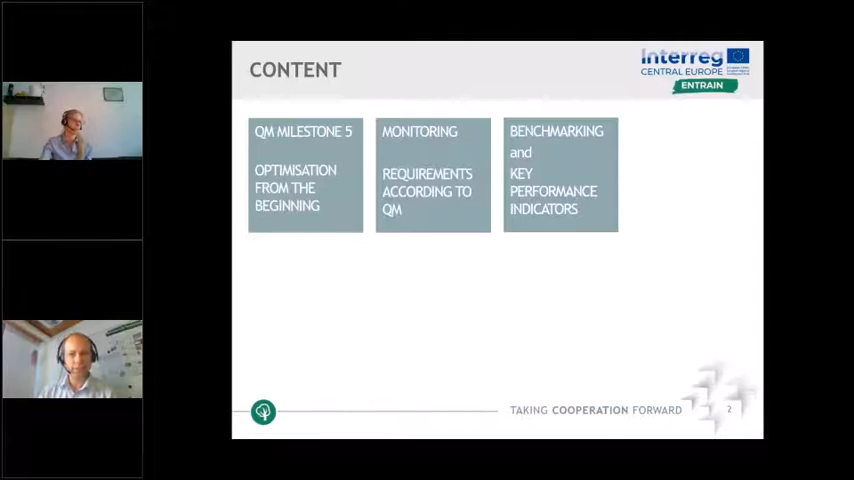 CONTENT
Interreg
CENTRAL EUROPE
ENTRAIN
QM MILESTONE 5
OPTIMISATION
FROM THE
BEGINNING
MONITORING
REQUIREMENTS
ACCORDING TO
QM
BENCHMARKING
and
KEY
PERFORMANCE
INDICATORS
TAKING COOPERATION FORWARD
2